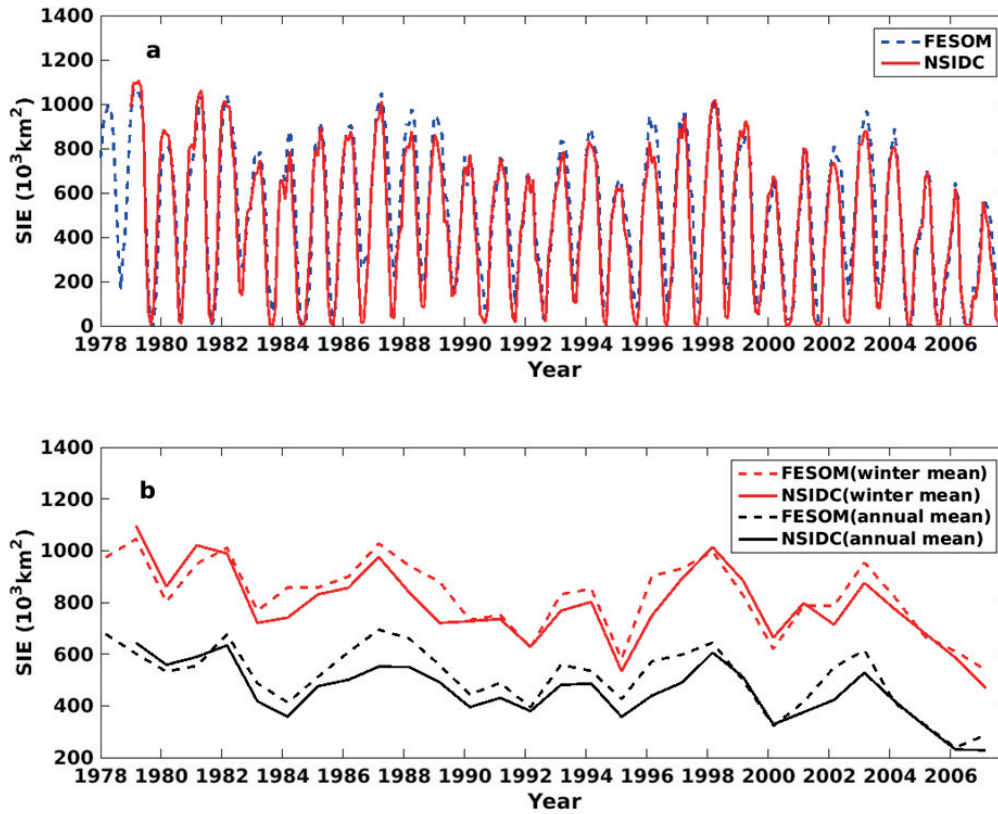 1400
1200
1000
800
600
400
200
0
SIE (10³km²)
a
FESOM
NSIDC
1978 1980 1982 1984 1986 1988 1990 1992 1994 1996 1998 2000 2002 2004 2006
Year
1400
1200
1000
800
600
400
200
SIE (10³km²)
b
FESOM(winter mean)
NSIDC(winter mean)
FESOM(annual mean)
NSIDC(annual mean)
1978 1980 1982 1984 1986 1988 1990 1992 1994 1996 1998 2000 2002 2004 2006
Year